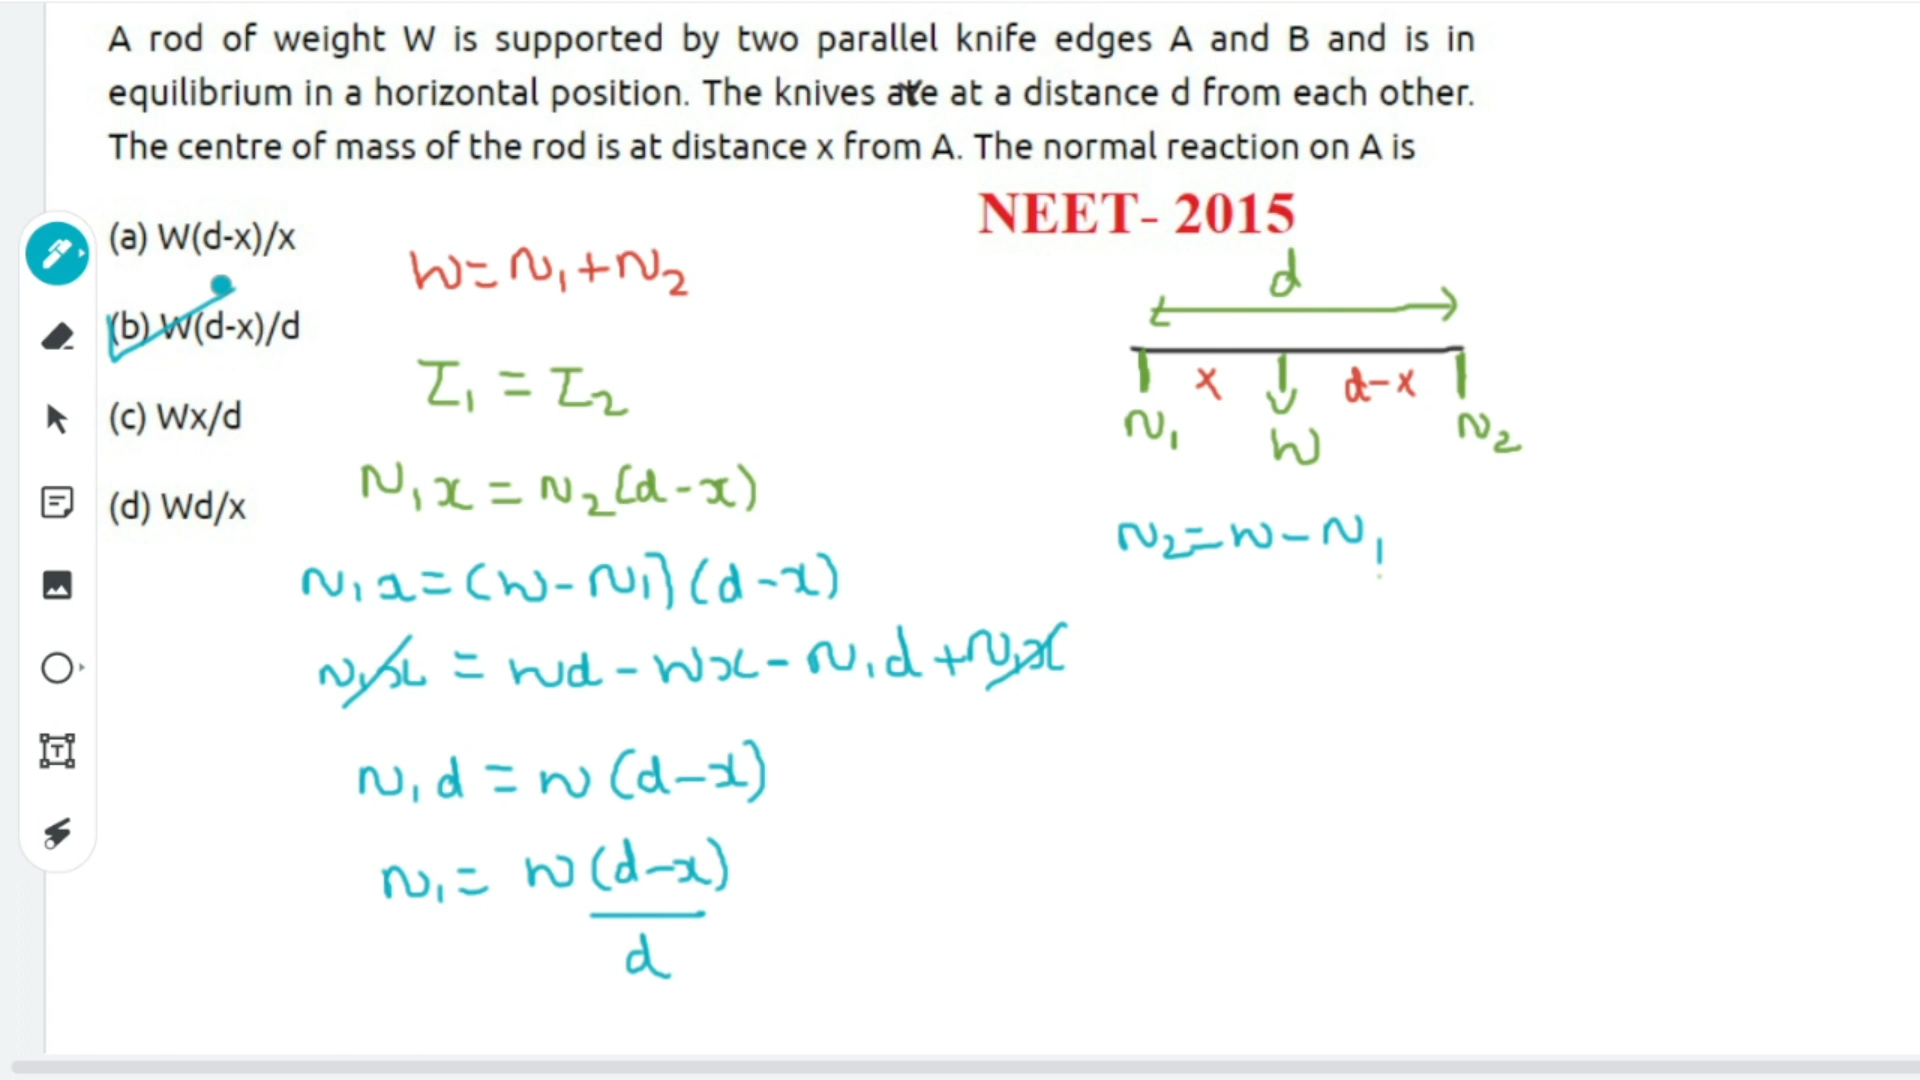 A rod of weight W is supported by two parallel knife edges A and B and is in
equilibrium in a horizontal position. The knives are at a distance d from each other.
The centre of mass of the rod is at distance x from A. The normal reaction on A is
NEET- 2015
(a) W(d-x)/x
(b) W(d-x)/d
(c) Wx/d
(d) Wd/x
W=N₁+N₂
τ₁ = τ₂
N₁x = N₂(d-x)
N₁x=(W-N₁)(d-x)
N₁x = Wd - Wx - N₁d + N₁x
N₁d = W(d-x)
N₁= W(d-x)
d
d
x d-x
N₁ W N₂
N₂=W-N₁